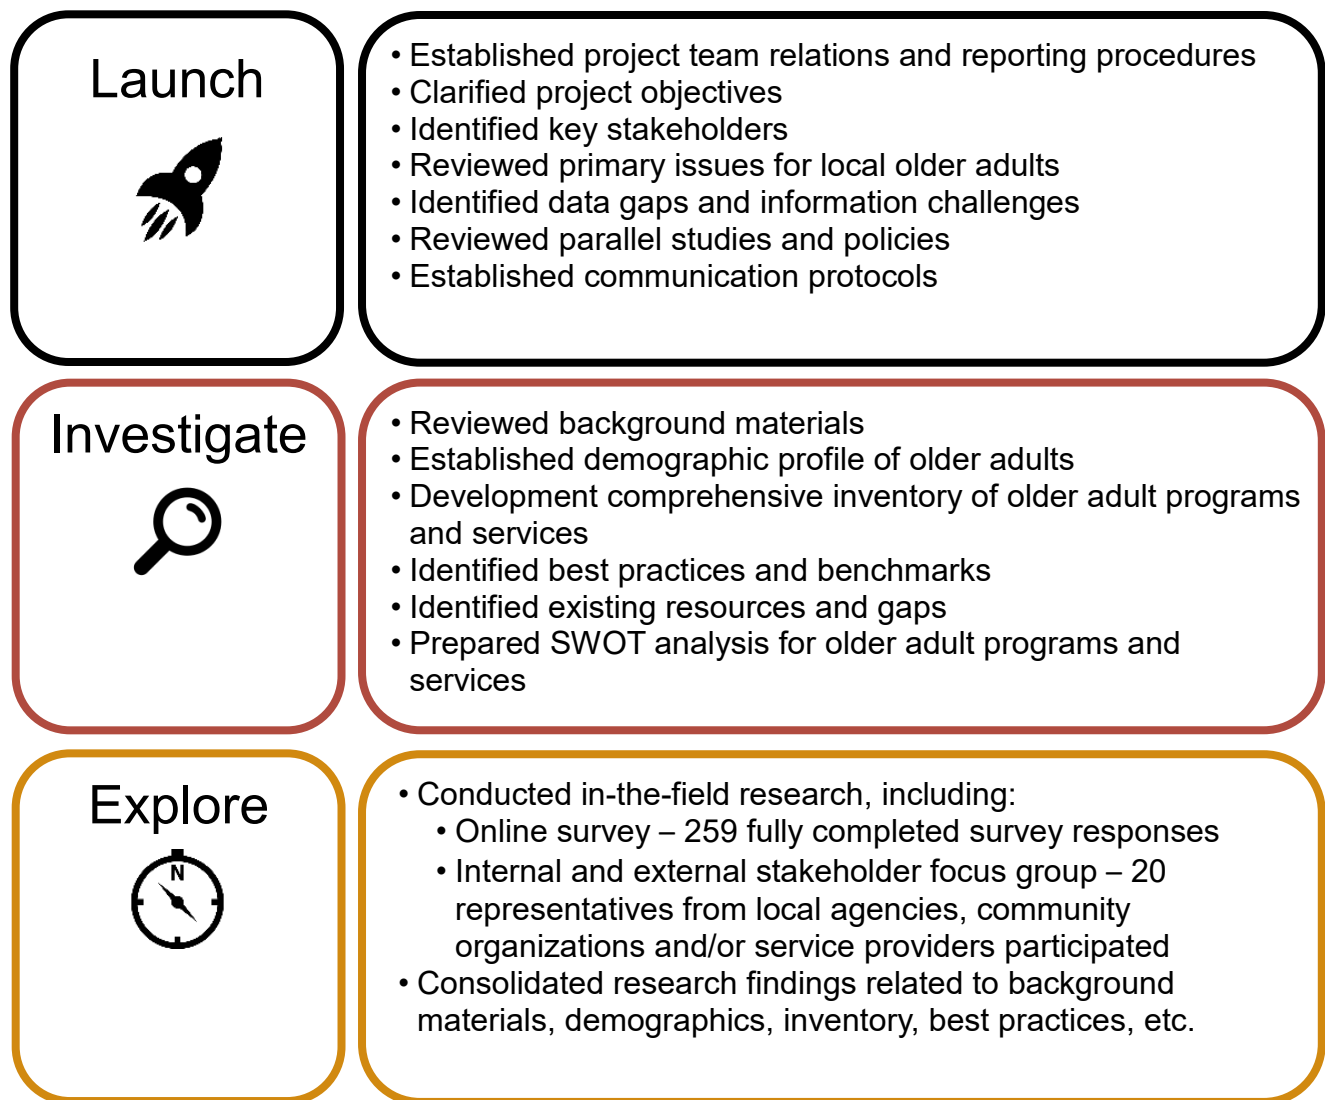 Launch
• Established project team relations and reporting procedures
• Clarified project objectives
• Identified key stakeholders
• Reviewed primary issues for local older adults
• Identified data gaps and information challenges
• Reviewed parallel studies and policies
• Established communication protocols
Investigate
• Reviewed background materials
• Established demographic profile of older adults
• Development comprehensive inventory of older adult programs
and services
• Identified best practices and benchmarks
• Identified existing resources and gaps
• Prepared SWOT analysis for older adult programs and
services
Explore
N
• Conducted in-the-field research, including:
• Online survey – 259 fully completed survey responses
• Internal and external stakeholder focus group – 20
representatives from local agencies, community
organizations and/or service providers participated
• Consolidated research findings related to background
materials, demographics, inventory, best practices, etc.